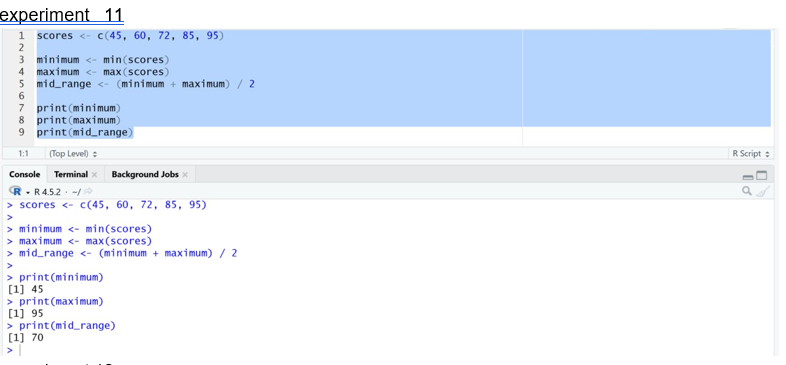 experiment 11
1 scores <- c(45, 60, 72, 85, 95)
2
3 minimum <- min(scores)
4 maximum <- max(scores)
5 mid_range <- (minimum + maximum) / 2
6
7 print(minimum)
8 print(maximum)
9 print(mid_range)
1:1 (Top Level) R Script
Console Terminal × Background Jobs ×
R • R 4.5.2 · ~/
> scores <- c(45, 60, 72, 85, 95)
>
> minimum <- min(scores)
> maximum <- max(scores)
> mid_range <- (minimum + maximum) / 2
>
> print(minimum)
[1] 45
> print(maximum)
[1] 95
> print(mid_range)
[1] 70
>